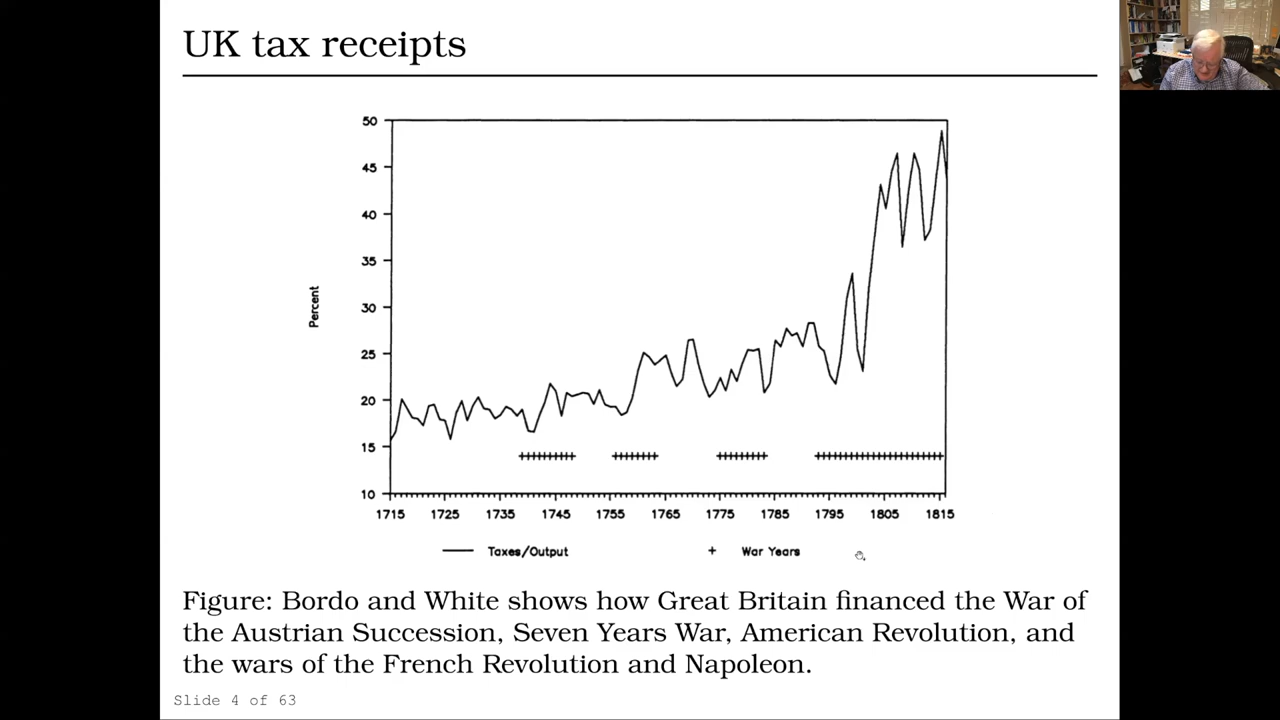 UK tax receipts
50
45
40
35
30
25
20
15
10
Percent
1715 1725 1735 1745 1755 1765 1775 1785 1795 1805 1815
Taxes/Output + War Years
Figure: Bordo and White shows how Great Britain financed the War of
the Austrian Succession, Seven Years War, American Revolution, and
the wars of the French Revolution and Napoleon.
Slide 4 of 63